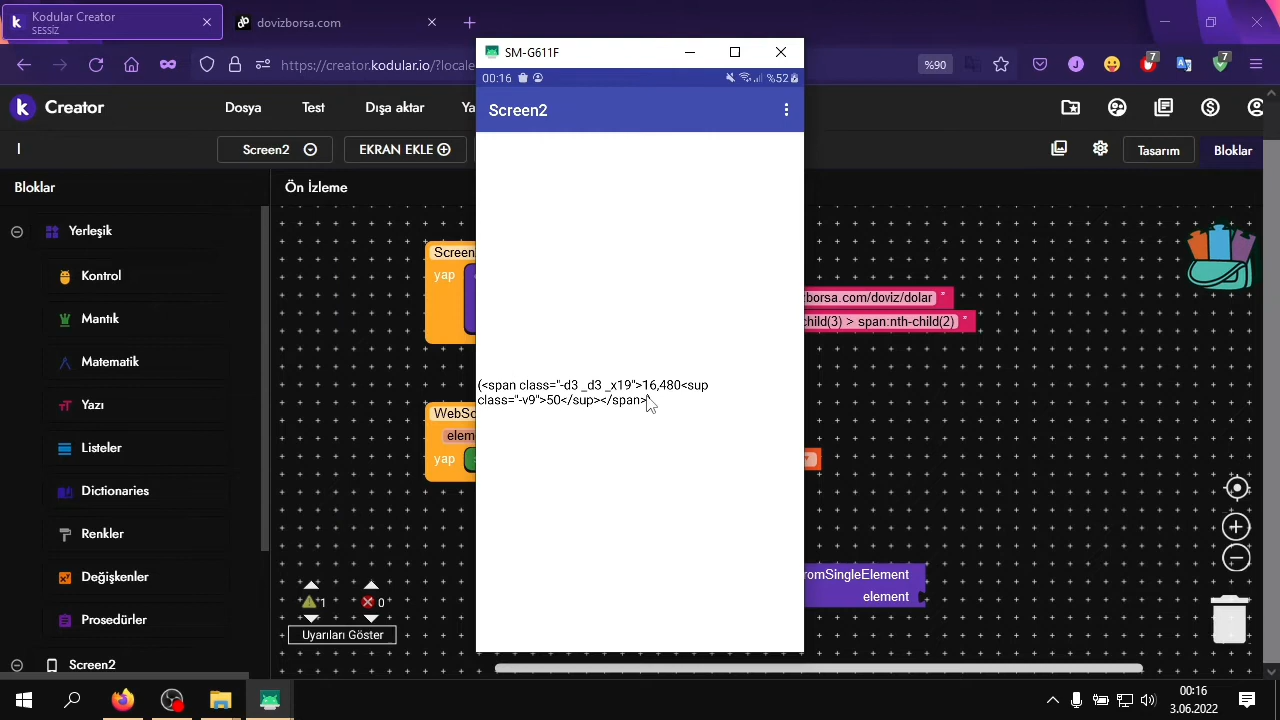 Kodular Creator
SESSİZ
dovizborsa.com
https://creator.kodular.io/?locale
%90
7
7
SM-G611F
00:16
%52
Screen2
Creator
Dosya
Test
Dışa aktar
Ya
I
Screen2
EKRAN EKLE
Tasarım
Bloklar
Bloklar
Ön İzleme
Yerleşik
Kontrol
Mantık
Matematik
Yazı
Listeler
Dictionaries
Renkler
Değişkenler
Prosedürler
Screen2
Screen
yap
borsa.com/doviz/dolar "
child(3) > span:nth-child(2) "
WebSc
elem
yap
(<span class="-d3 _d3 _x19">16,480<sup
class="-v9">50</sup></span>
romSingleElement
element
1
0
Uyarıları Göster
00:16
3.06.2022